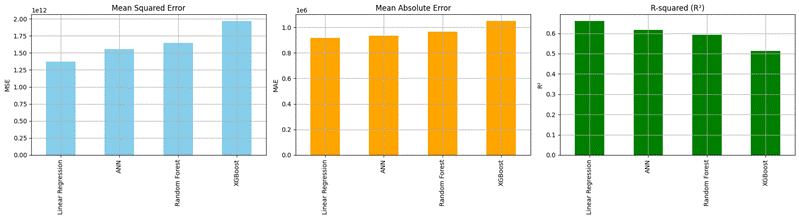 Mean Squared Error
1e12
2.00
1.75
1.50
1.25
1.00
0.75
0.50
0.25
0.00
MSE
Linear Regression
ANN
Random Forest
XGBoost
Mean Absolute Error
1e6
1.0
0.8
0.6
0.4
0.2
0.0
MAE
Linear Regression
ANN
Random Forest
XGBoost
R-squared (R²)
0.6
0.5
0.4
0.3
0.2
0.1
0.0
R²
Linear Regression
ANN
Random Forest
XGBoost